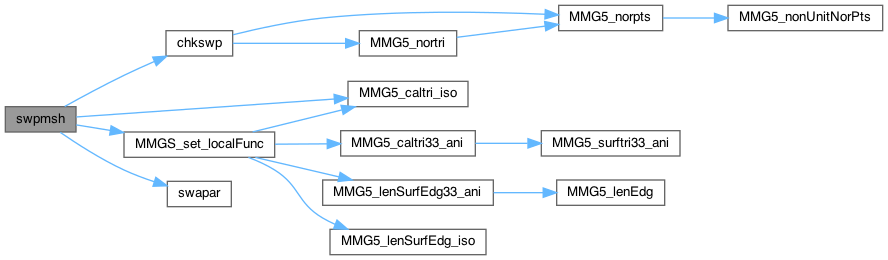 swpmsh
chkswp
MMG5_nortri
MMG5_norpts
MMG5_nonUnitNorPts
MMG5_caltri_iso
MMGS_set_localFunc
MMG5_caltri33_ani
MMG5_surftri33_ani
swapar
MMG5_lenSurfEdg33_ani
MMG5_lenEdg
MMG5_lenSurfEdg_iso